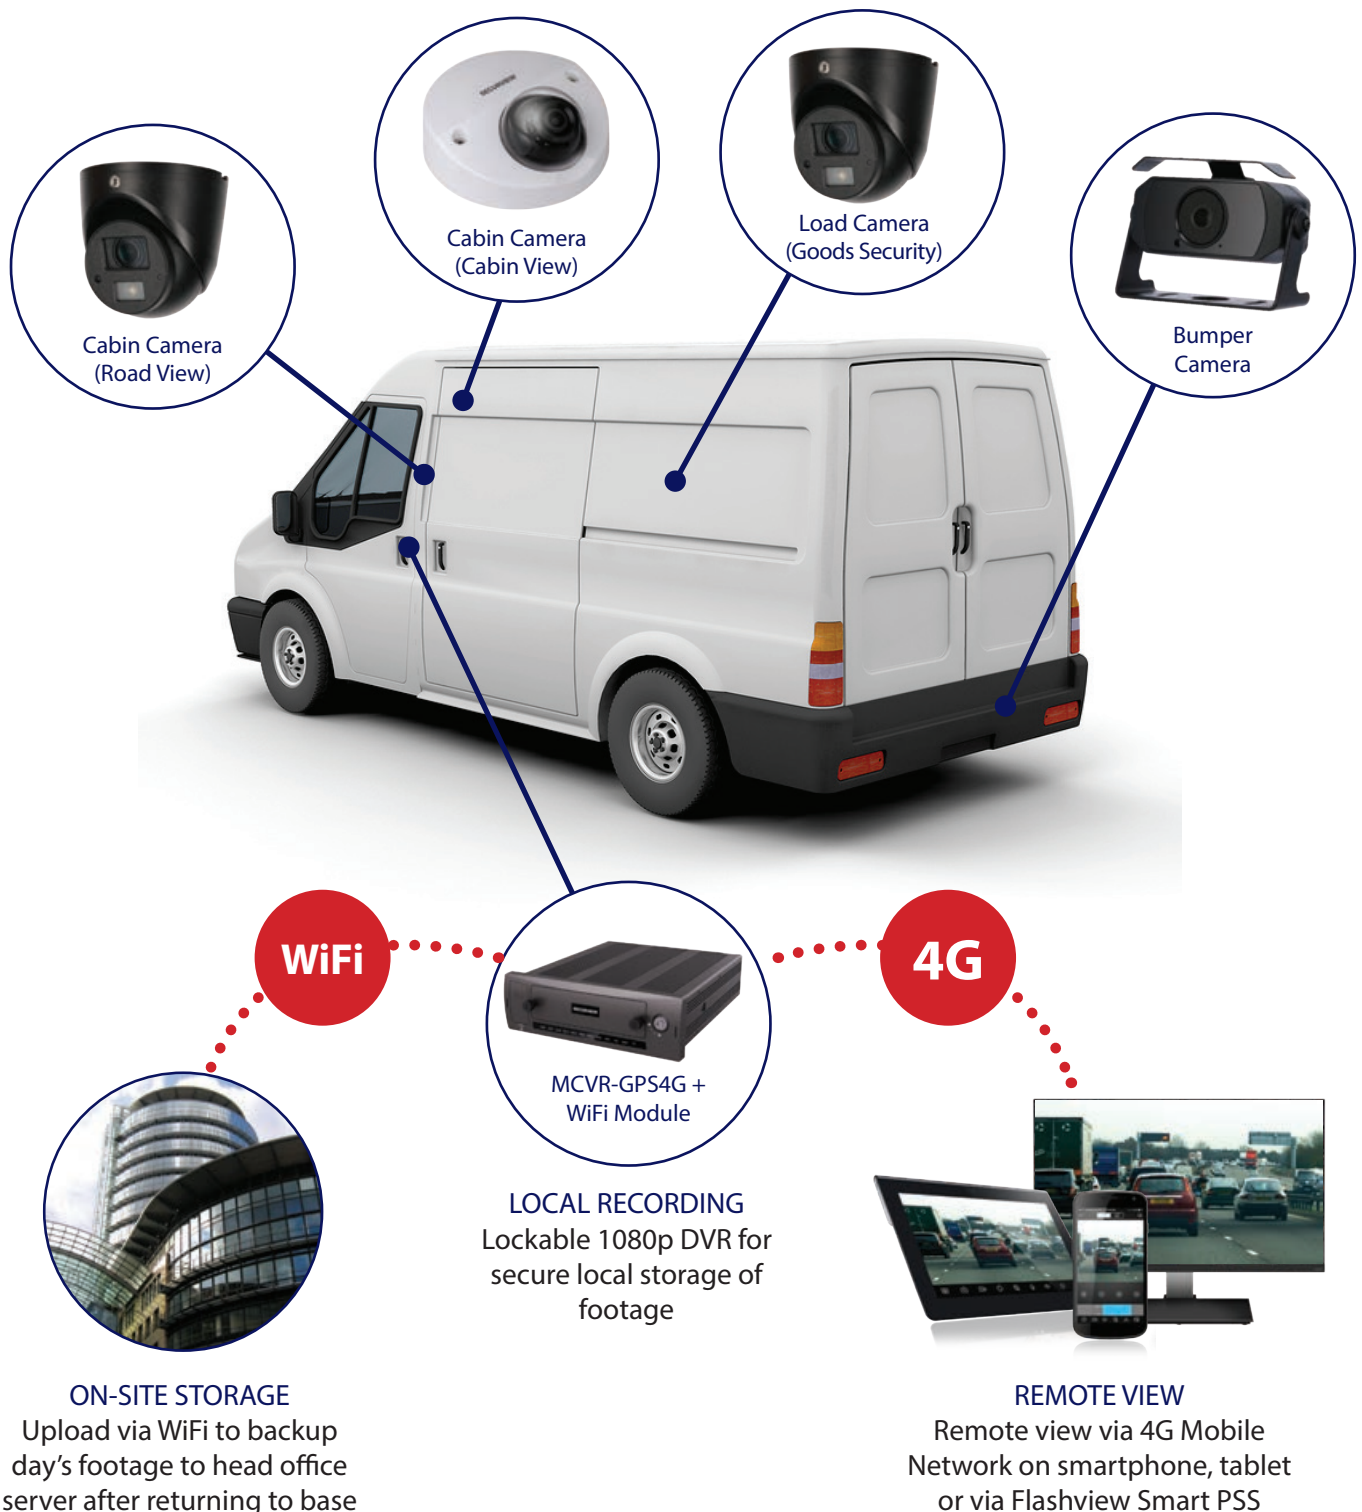 Cabin Camera
(Cabin View)
Load Camera
(Goods Security)
Cabin Camera
(Road View)
Bumper
Camera
WiFi
4G
MCVR-GPS4G +
WiFi Module
LOCAL RECORDING
Lockable 1080p DVR for
secure local storage of
footage
ON-SITE STORAGE
Upload via WiFi to backup
day's footage to head office
server after returning to base
REMOTE VIEW
Remote view via 4G Mobile
Network on smartphone, tablet
or via Flashview Smart PSS